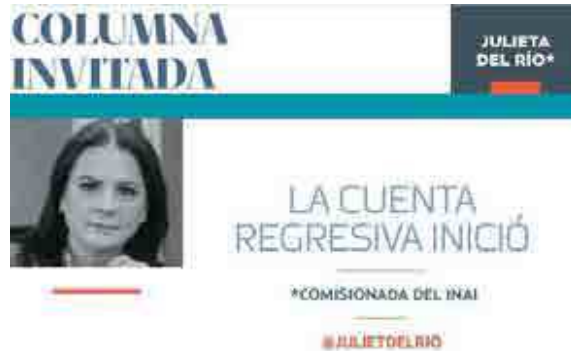 COLUMNA
INVITADA
JULIETA
DEL RÍO*
LA CUENTA
REGRESIVA INICIÓ
*COMISIONADA DEL INAI
@JULIETDELRIO